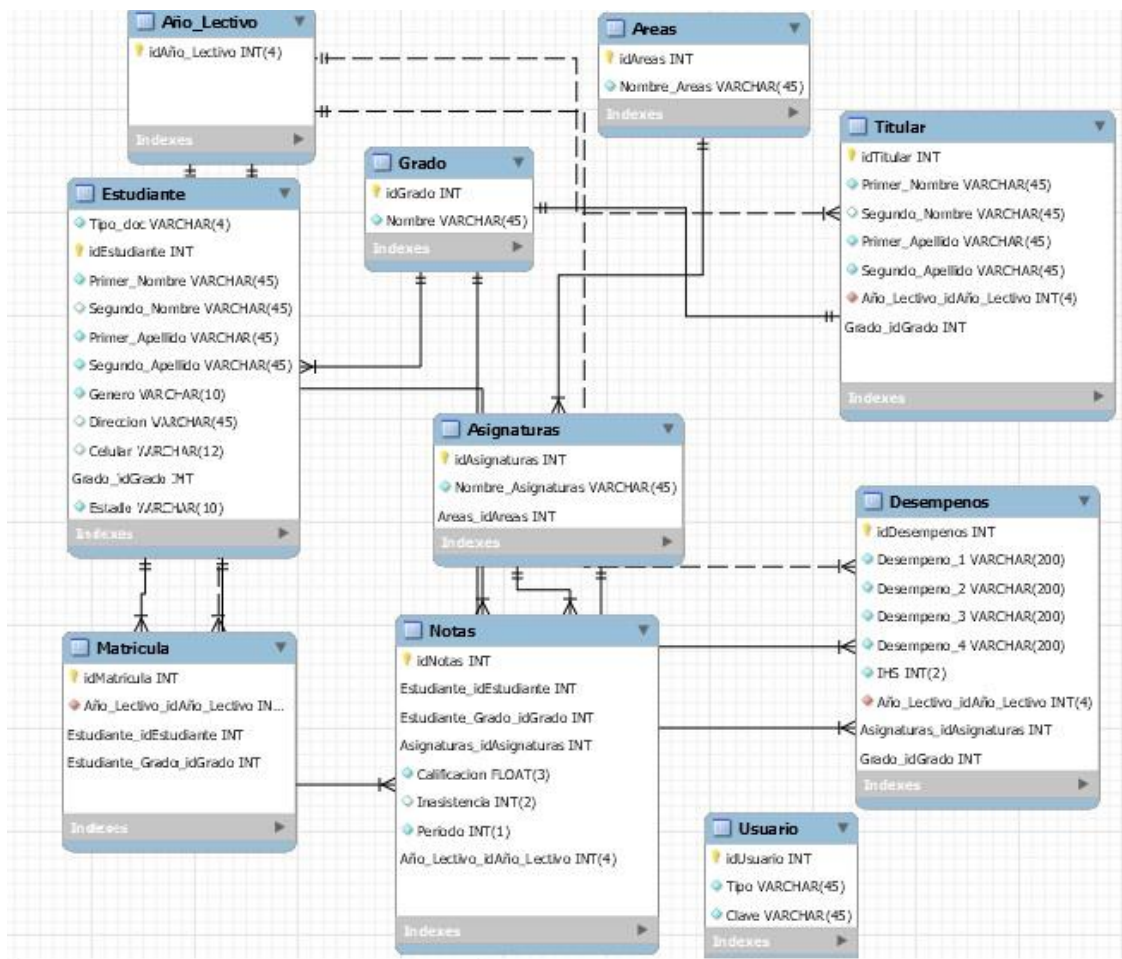 Año_Lectivo
idAño_Lectivo INT(4)
Indexes
Areas
idAreas INT
Nombre_Areas VARCHAR(45)
Indexes
Titular
idTitular INT
Primer_Nombre VARCHAR(45)
Segundo_Nombre VARCHAR(45)
Primer_Apellido VARCHAR(45)
Segundo_Apellido VARCHAR(45)
Año_Lectivo_idAño_Lectivo INT(4)
Grado_idGrado INT
Indexes
Grado
idGrado INT
Nombre VARCHAR(45)
Indexes
Estudiante
Tipo_doc VARCHAR(4)
idEstudiante INT
Primer_Nombre VARCHAR(45)
Segundo_Nombre VARCHAR(45)
Primer_Apellido VARCHAR(45)
Segundo_Apellido VARCHAR(45)
Genero VARCHAR(10)
Direccion VARCHAR(45)
Celular VARCHAR(12)
Grado_idGrado INT
Estado VARCHAR(10)
Indexes
Asignaturas
idAsignaturas INT
Nombre_Asignaturas VARCHAR(45)
Areas_idAreas INT
Indexes
Desempenos
idDesempenos INT
Desempeno_1 VARCHAR(200)
Desempeno_2 VARCHAR(200)
Desempeno_3 VARCHAR(200)
Desempeno_4 VARCHAR(200)
IHS INT(2)
Año_Lectivo_idAño_Lectivo INT(4)
Asignaturas_idAsignaturas INT
Grado_idGrado INT
Indexes
Matricula
idMatricula INT
Año_Lectivo_idAño_Lectivo IN...
Estudiante_idEstudiante INT
Estudiante_Grado_idGrado INT
Indexes
Notas
idNotas INT
Estudiante_idEstudiante INT
Estudiante_Grado_idGrado INT
Asignaturas_idAsignaturas INT
Calificacion FLOAT(3)
Inasistencia INT(2)
Periodo INT(1)
Año_Lectivo_idAño_Lectivo INT(4)
Indexes
Usuario
idUsuario INT
Tipo VARCHAR(45)
Clave VARCHAR(45)
Indexes